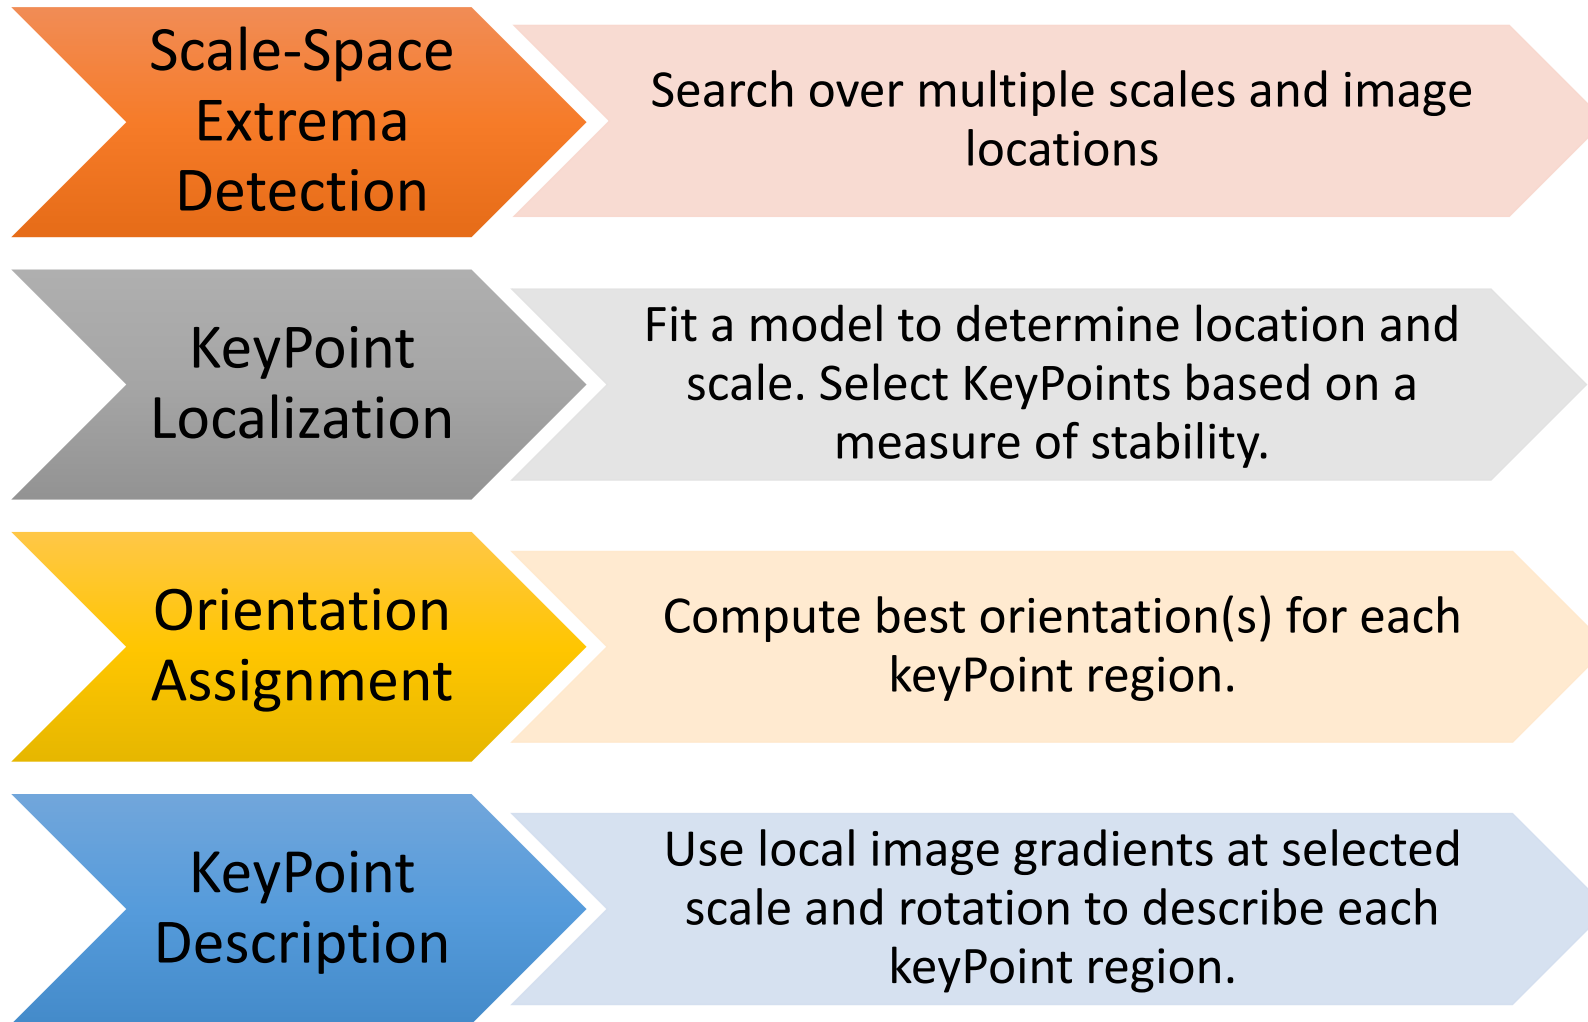 Scale-Space
Extrema
Detection
Search over multiple scales and image
locations
KeyPoint
Localization
Fit a model to determine location and
scale. Select KeyPoints based on a
measure of stability.
Orientation
Assignment
Compute best orientation(s) for each
keyPoint region.
KeyPoint
Description
Use local image gradients at selected
scale and rotation to describe each
keyPoint region.